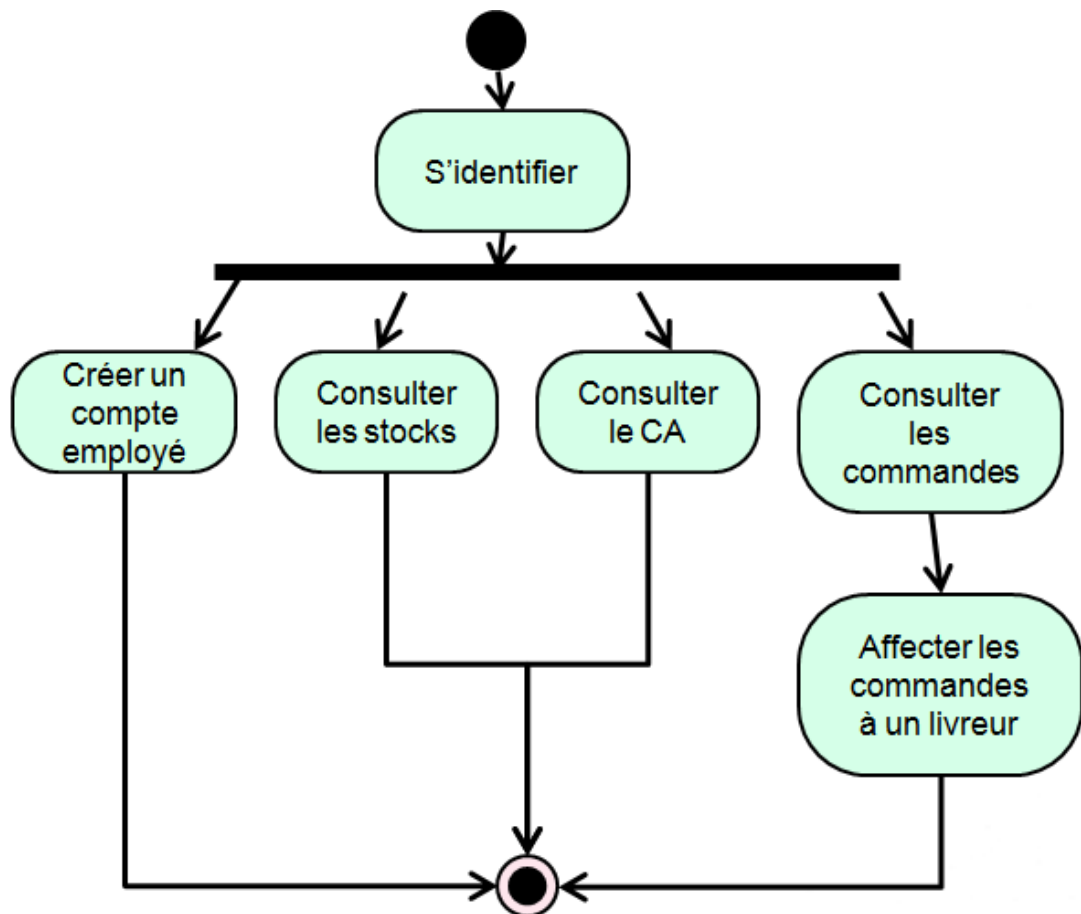 S'identifier
Créer un
compte
employé
Consulter
les stocks
Consulter
le CA
Consulter
les
commandes
Affecter les
commandes
à un livreur